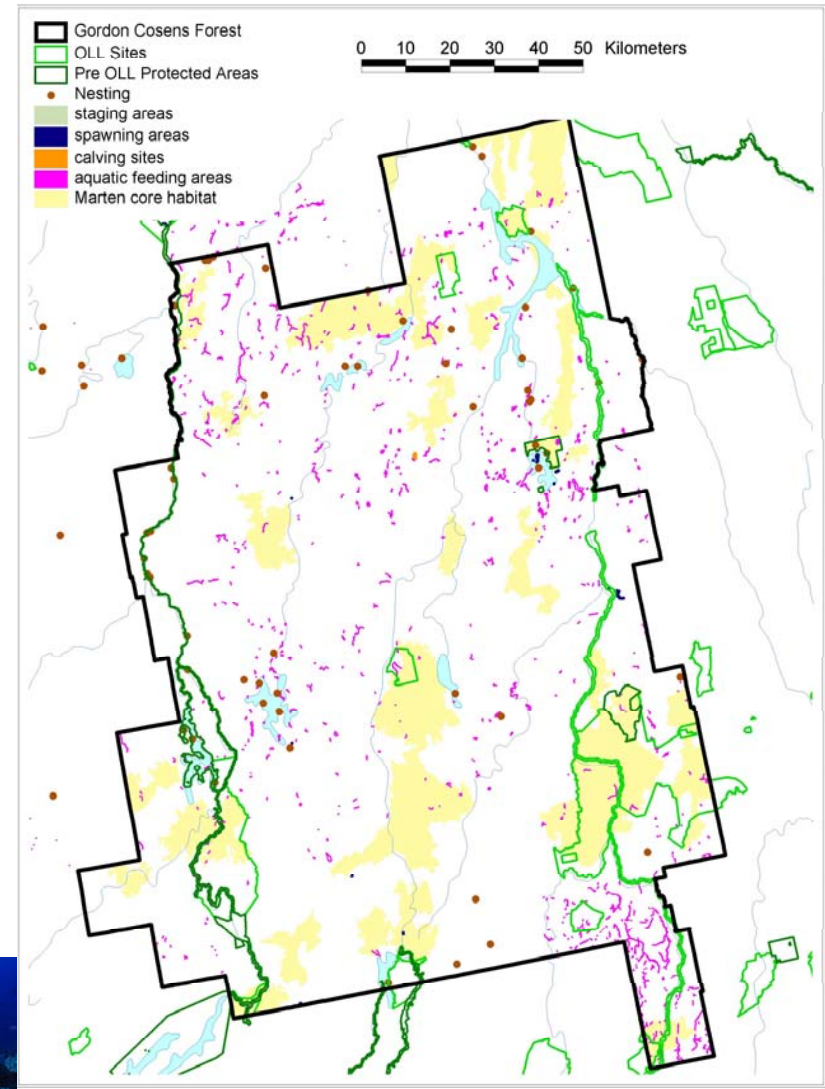 Gordon Cosens Forest
OLL Sites
Pre OLL Protected Areas
Nesting
staging areas
spawning areas
calving sites
aquatic feeding areas
Marten core habitat
0 10 20 30 40 50 Kilometers